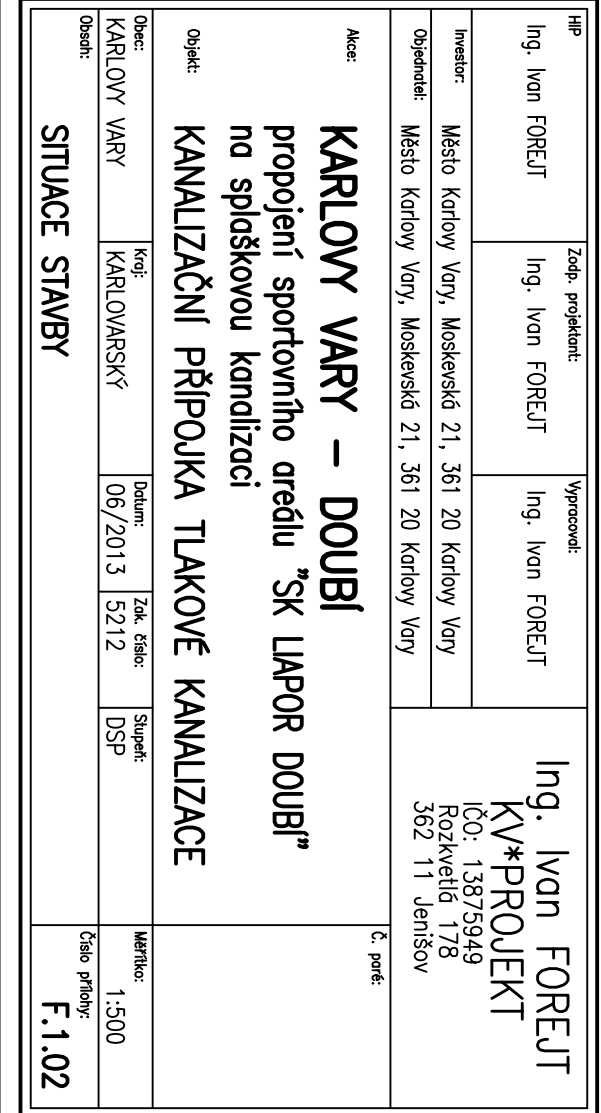 HIP
Ing. Ivan FOREJT
Zodp. projektant:
Ing. Ivan FOREJT
Vypracoval:
Ing. Ivan FOREJT
Ing. Ivan FOREJT
KV*PROJEKT
IČO: 13875949
Rozkvetlá 178
362 11 Jenišov
Investor: Město Karlovy Vary, Moskevská 21, 361 20 Karlovy Vary
Objednatel: Město Karlovy Vary, Moskevská 21, 361 20 Karlovy Vary
Č. paré:
Akce: KARLOVY VARY – DOUBÍ
propojení sportovního areálu "SK LIAPOR DOUBÍ"
na splaškovou kanalizaci
Objekt: KANALIZAČNÍ PŘÍPOJKA TLAKOVÉ KANALIZACE
Obec:
KARLOVY VARY
Kraj:
KARLOVARSKÝ
Datum:
06/2013
Zak. číslo:
5212
Stupeň:
DSP
Měřítko:
1:500
Obsah:
SITUACE STAVBY
Číslo přílohy:
F.1.02